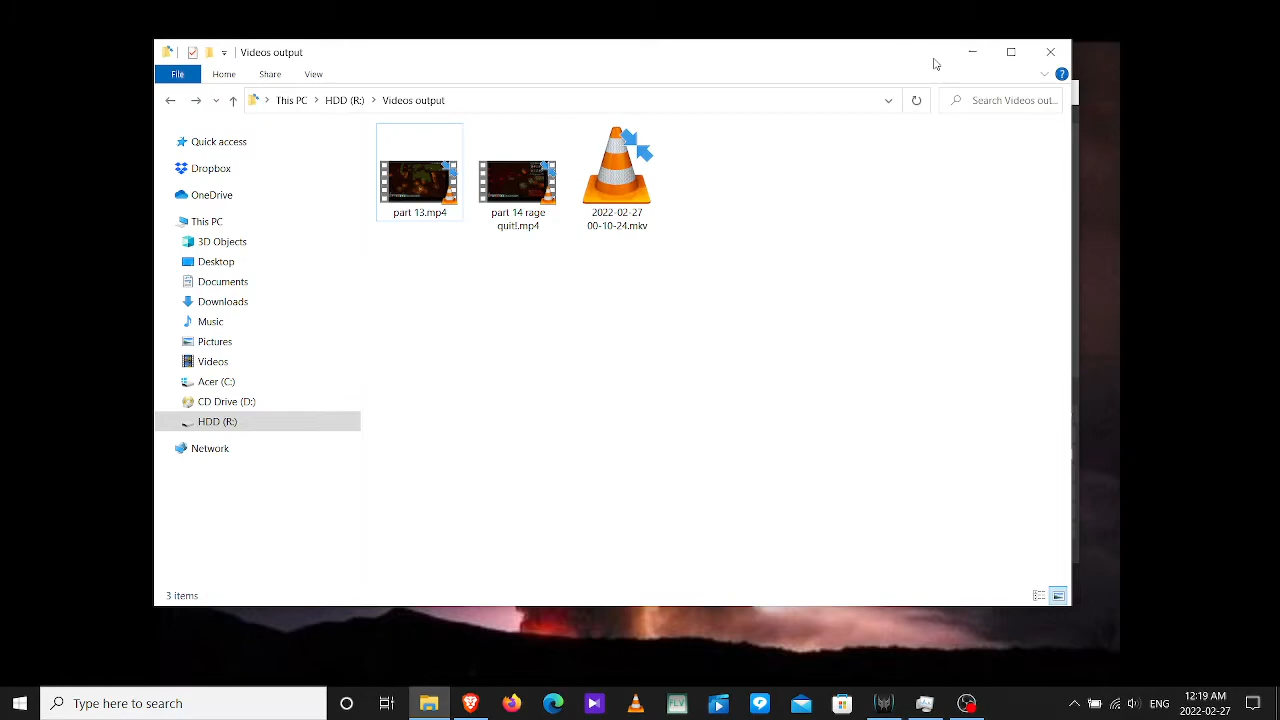 Videos output
File
Home
Share
View
This PC
HDD (R:)
Videos output
Search Videos out...
Quick access
Dropbox
OneDrive
This PC
3D Objects
Desktop
Documents
Downloads
Music
Pictures
Videos
Acer (C:)
CD Drive (D:)
HDD (R:)
Network
part 13.mp4
part 14 rage
quit!.mp4
2022-02-27
00-10-24.mkv
3 items
Type here to search
FLV
ENG
12:19 AM
2022-02-27